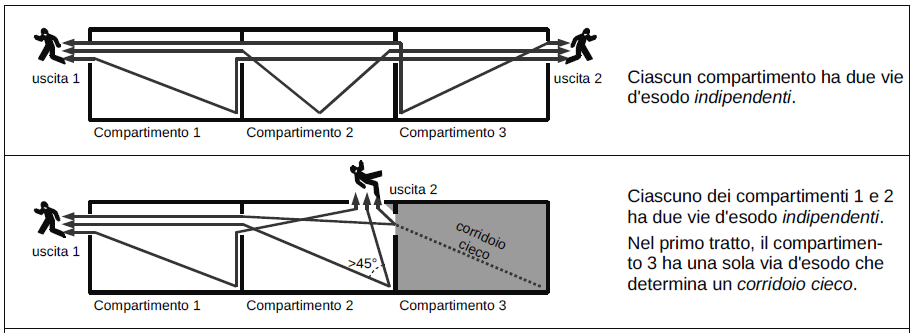 uscita 1
uscita 2
Compartimento 1
Compartimento 2
Compartimento 3
Ciascun compartimento ha due vie
d'esodo indipendenti.
uscita 2
uscita 1
corridoio
cieco
>45°
Compartimento 1
Compartimento 2
Compartimento 3
Ciascuno dei compartimenti 1 e 2
ha due vie d'esodo indipendenti.
Nel primo tratto, il compartimen-
to 3 ha una sola via d'esodo che
determina un corridoio cieco.